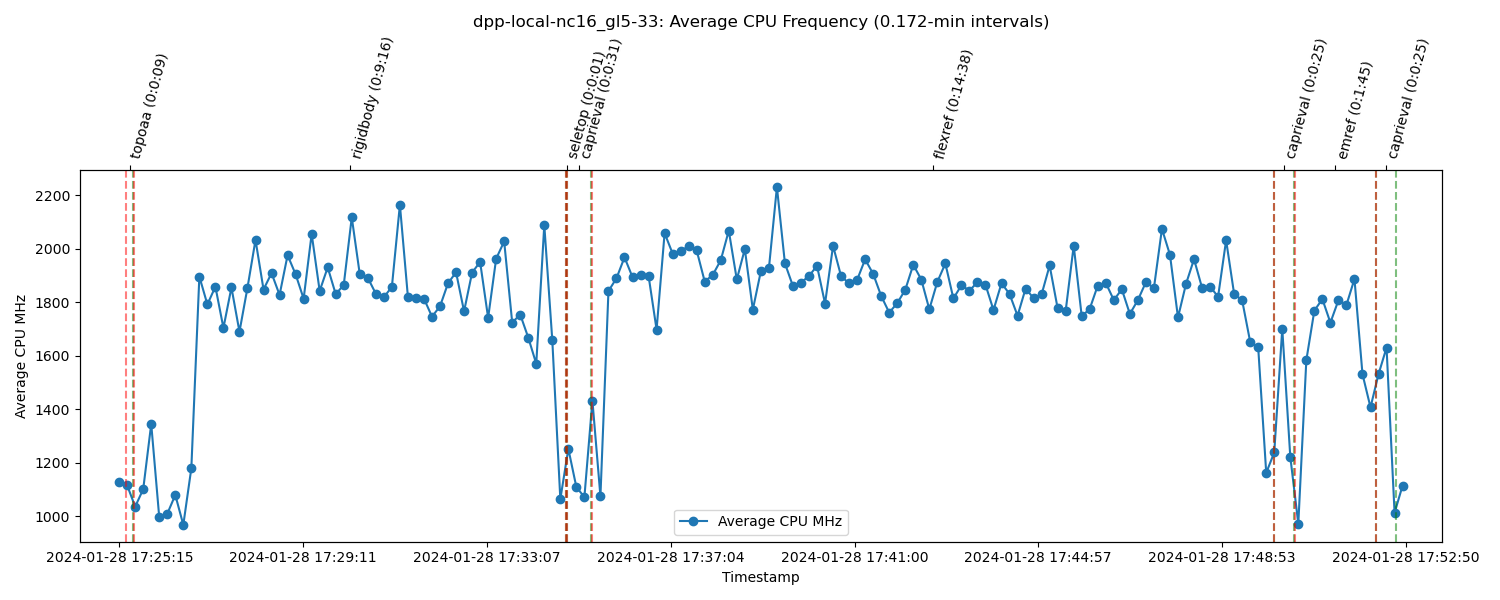 dpp-local-nc16_gl5-33: Average CPU Frequency (0.172-min intervals)
topoaa (0:0:09)
rigidbody (0:9:16)
seletop (0:0:01)
caprieval (0:0:31)
flexref (0:14:38)
caprieval (0:0:25)
emref (0:1:45)
caprieval (0:0:25)
Average CPU MHz
2200
2000
1800
1600
1400
1200
1000
Average CPU MHz
2024-01-28 17:25:15
2024-01-28 17:29:11
2024-01-28 17:33:07
2024-01-28 17:37:04
2024-01-28 17:41:00
2024-01-28 17:44:57
2024-01-28 17:48:53
2024-01-28 17:52:50
Timestamp